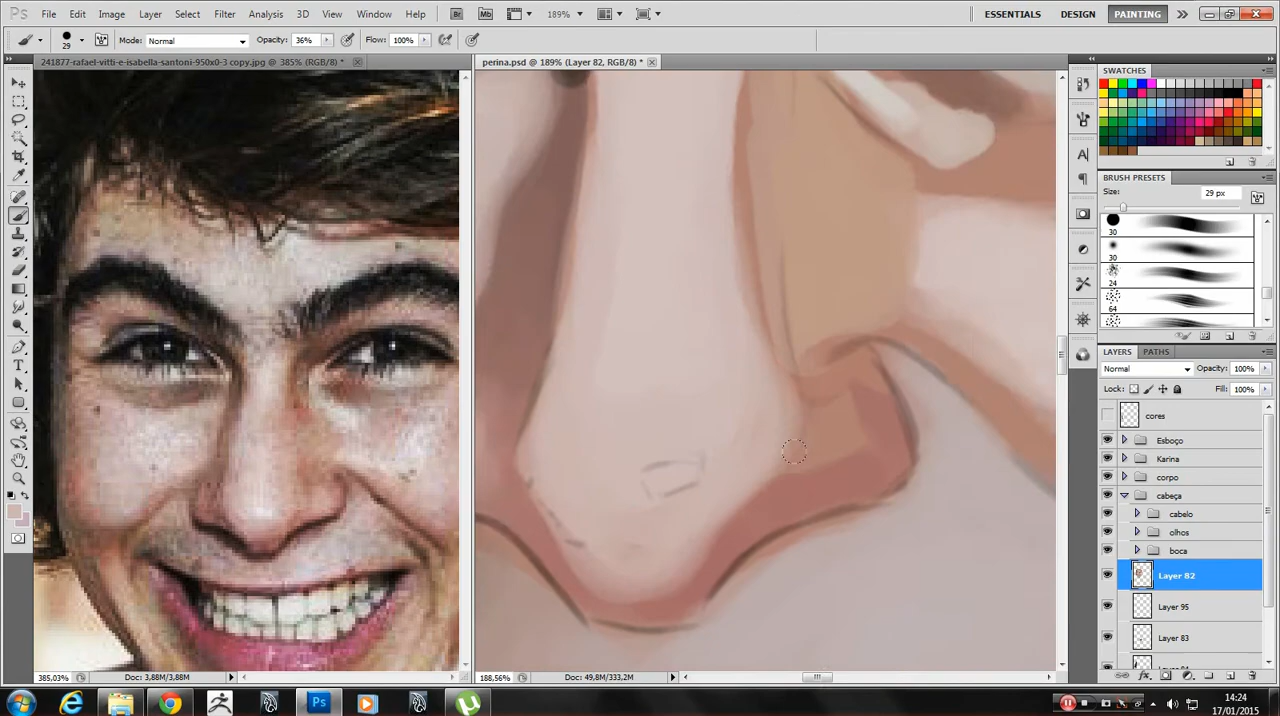 Ps File Edit Image Layer Select Filter Analysis 3D View Window Help Br Mb 189% ESSENTIALS DESIGN PAINTING
29 Mode: Normal Opacity: 36% Flow: 100%
241877-rafael-vitti-e-isabella-santoni-950x0-3 copy.jpg @ 385% (RGB/8) *
perina.psd @ 189% (Layer 82, RGB/8) *
SWATCHES
BRUSH PRESETS
Size: 29 px
30
30
24
64
LAYERS PATHS
Normal Opacity: 100%
Lock: Fill: 100%
cores
Esboço
Karina
corpo
cabeça
cabelo
olhos
boca
Layer 82
Layer 95
Layer 83
385,03% Doc: 3,88M/3,88M
188,56% Doc: 49,8M/333,2M
14:24
17/01/2015